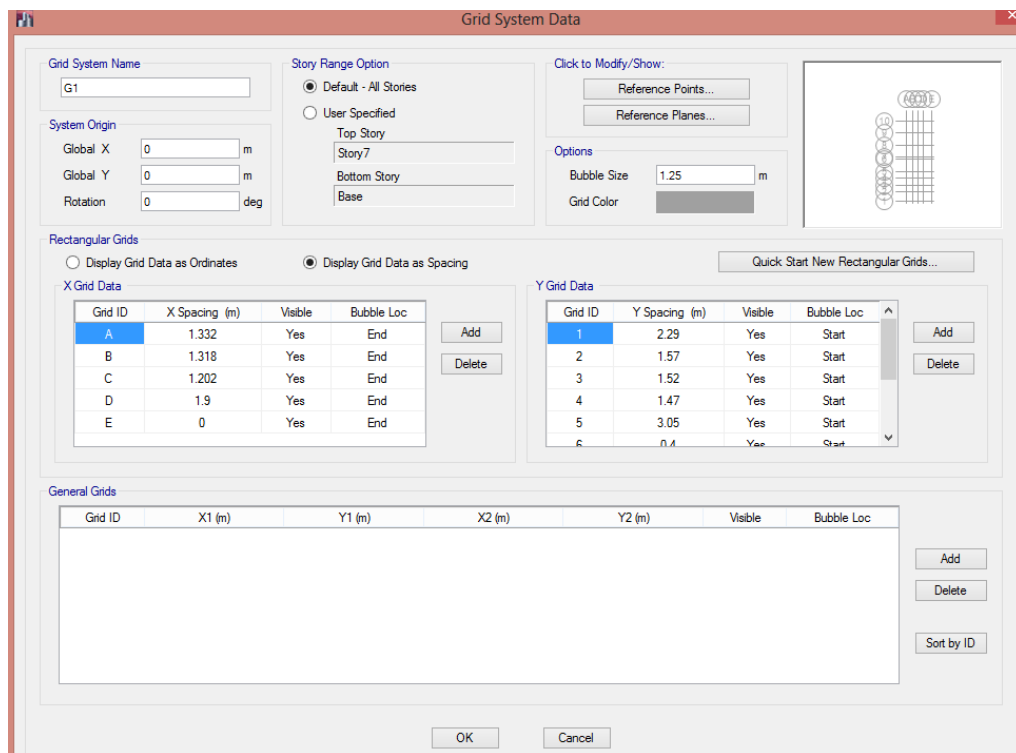 Grid System Data
Grid System Name
G1
System Origin
Global X 0 m
Global Y 0 m
Rotation 0 deg
Story Range Option
Default - All Stories
User Specified
Top Story
Story7
Bottom Story
Base
Click to Modify/Show:
Reference Points...
Reference Planes...
Options
Bubble Size 1.25 m
Grid Color
Rectangular Grids
Display Grid Data as Ordinates
Display Grid Data as Spacing
Quick Start New Rectangular Grids...
X Grid Data
Grid ID X Spacing (m) Visible Bubble Loc
A 1.332 Yes End
B 1.318 Yes End
C 1.202 Yes End
D 1.9 Yes End
E 0 Yes End
Add
Delete
Y Grid Data
Grid ID Y Spacing (m) Visible Bubble Loc
1 2.29 Yes Start
2 1.57 Yes Start
3 1.52 Yes Start
4 1.47 Yes Start
5 3.05 Yes Start
6 0.4 Yes Start
Add
Delete
General Grids
Grid ID X1 (m) Y1 (m) X2 (m) Y2 (m) Visible Bubble Loc
Add
Delete
Sort by ID
OK
Cancel